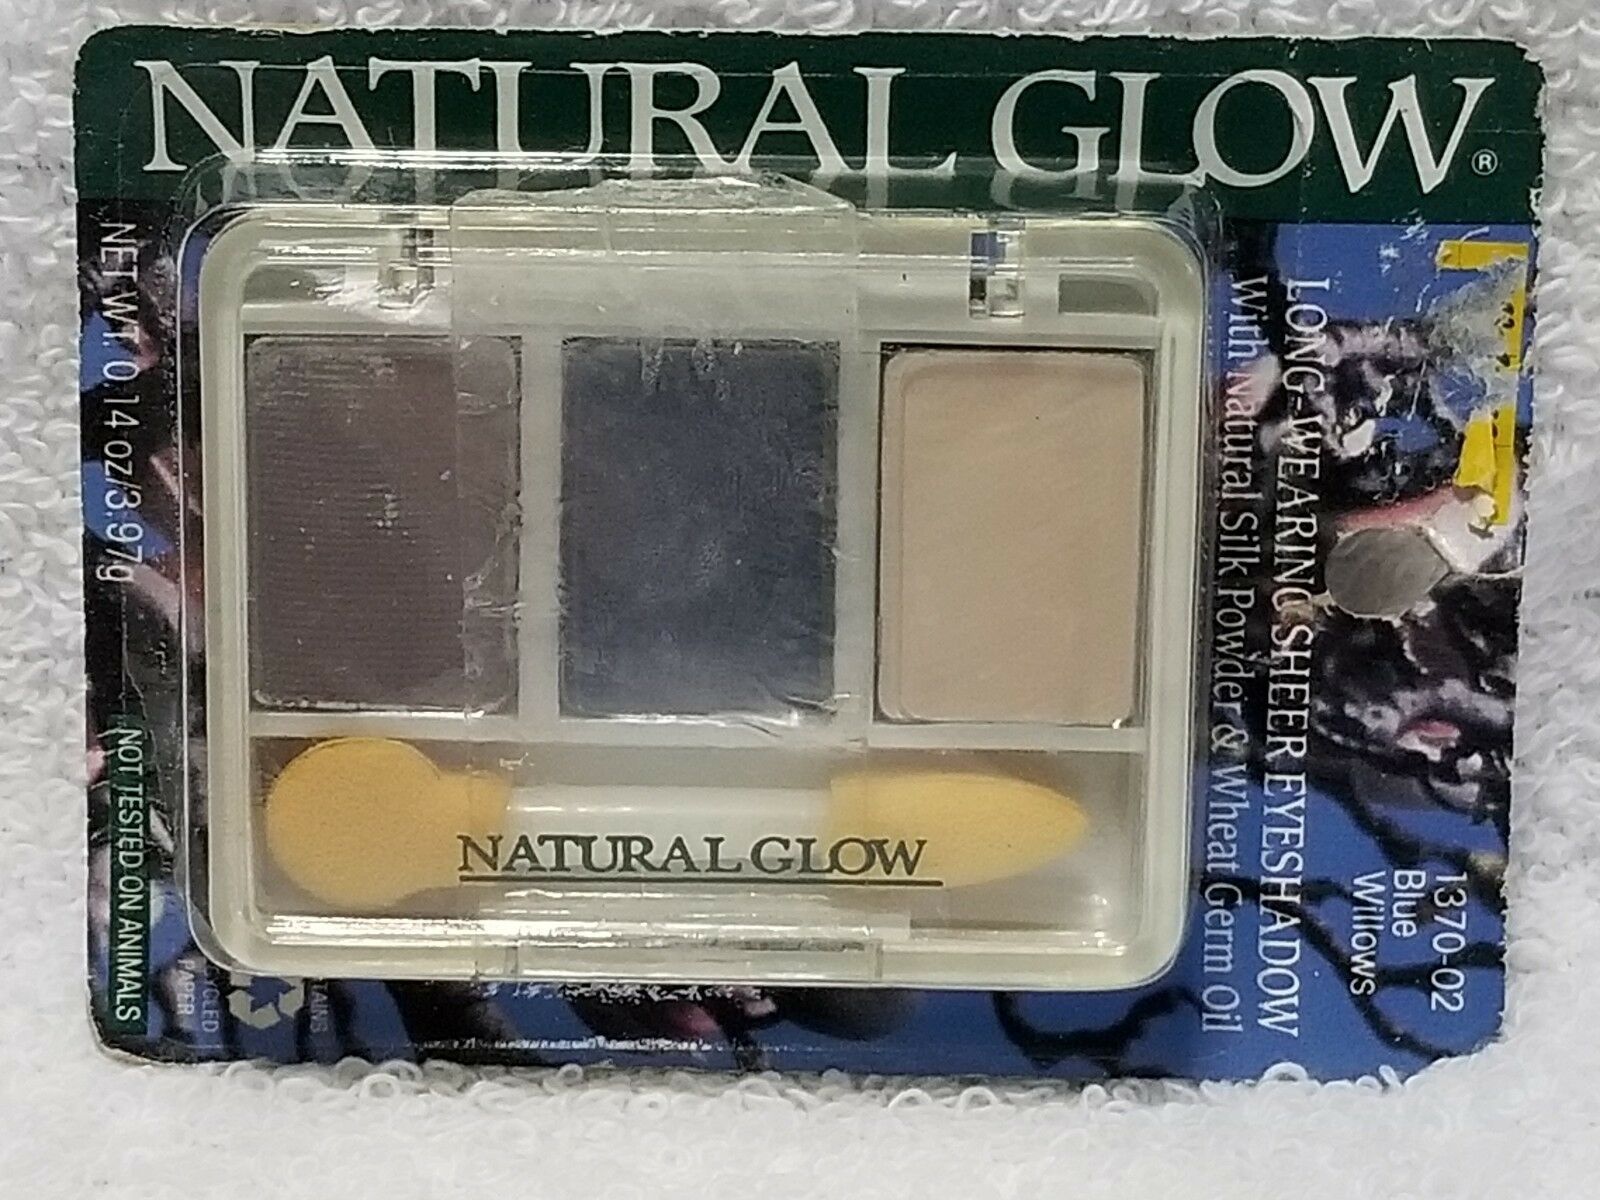 NATURAL GLOW®
NET WT. 0.14 oz/3.97g
NOT TESTED ON ANIMALS
PAPER
NATURAL GLOW
LONG-WEARING SHEER EYESHADOW
With Natural Silk Powder & Wheat Germ Oil
1370-02
Blue
Willows